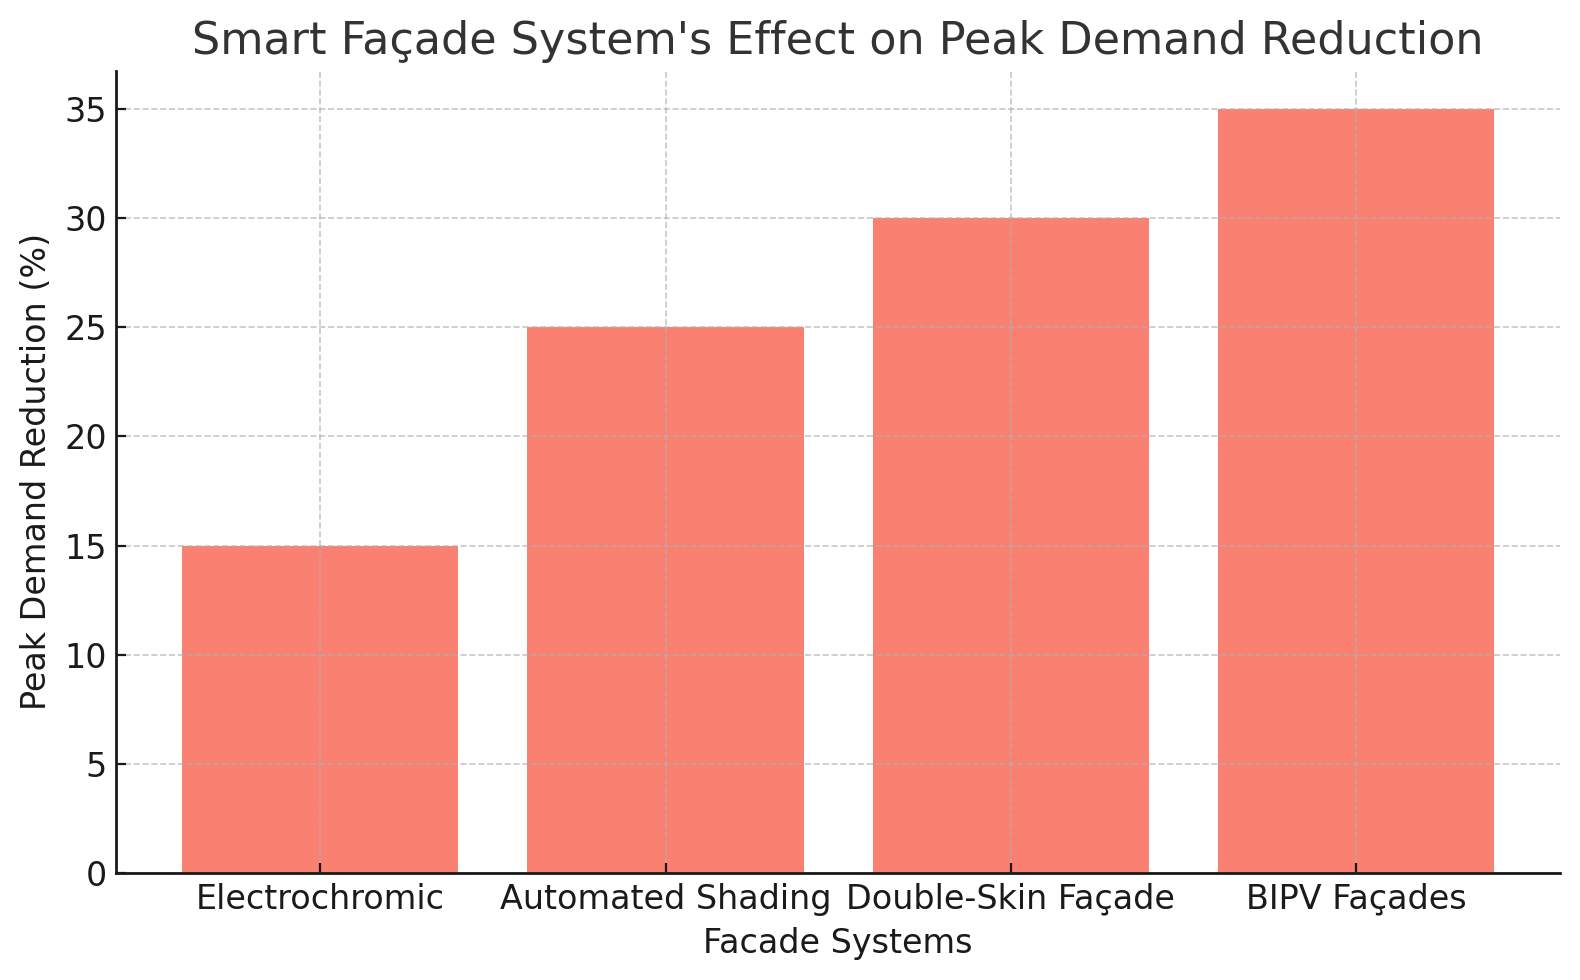 Smart Façade System's Effect on Peak Demand Reduction
Peak Demand Reduction (%)
35
30
25
20
15
10
5
0
Electrochromic
Automated Shading
Double-Skin Façade
BIPV Façades
Facade Systems